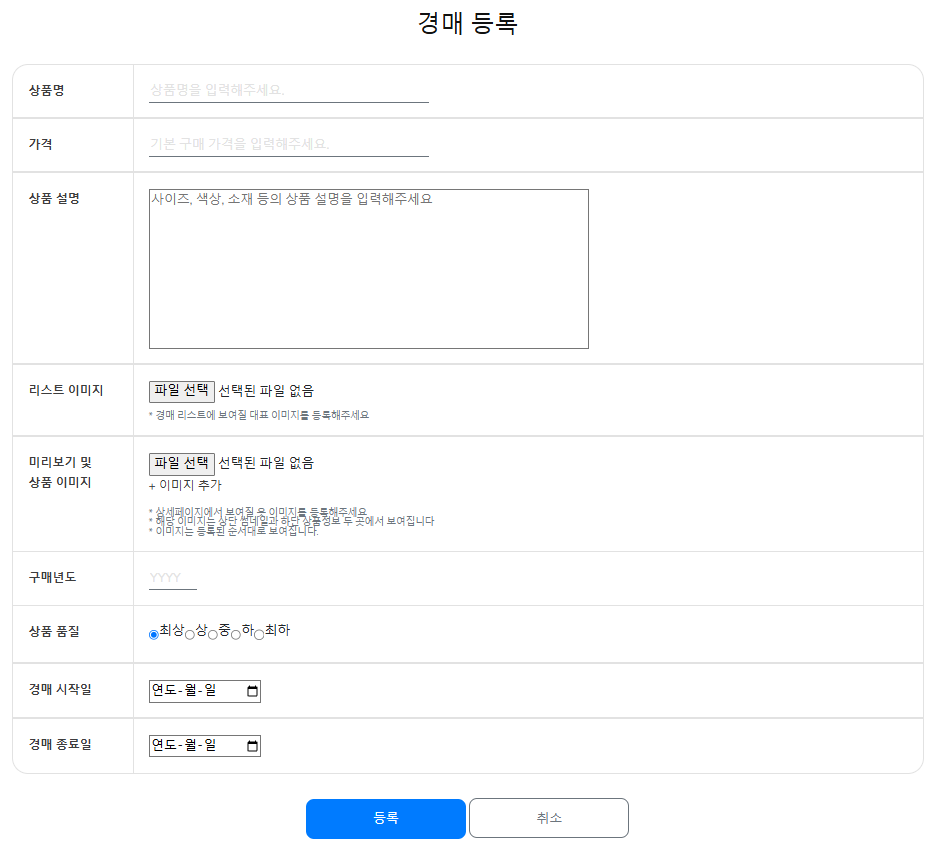 경매 등록
상품명
상품명을 입력해주세요.
가격
기본 구매 가격을 입력해주세요.
상품 설명
사이즈, 색상, 소재 등의 상품 설명을 입력해주세요
리스트 이미지
파일 선택 선택된 파일 없음
* 경매 리스트에 보여질 대표 이미지를 등록해주세요
미리보기 및
상품 이미지
파일 선택 선택된 파일 없음
+ 이미지 추가
* 상세페이지에서 보여질 옷 이미지를 등록해주세요
* 해당 이미지는 상단 썸네일과 하단 상품정보 두 곳에서 보여집니다
* 이미지는 등록된 순서대로 보여집니다.
구매년도
YYYY
상품 품질
최상 상 중 하 최하
경매 시작일
연도-월-일
경매 종료일
연도-월-일
등록 취소